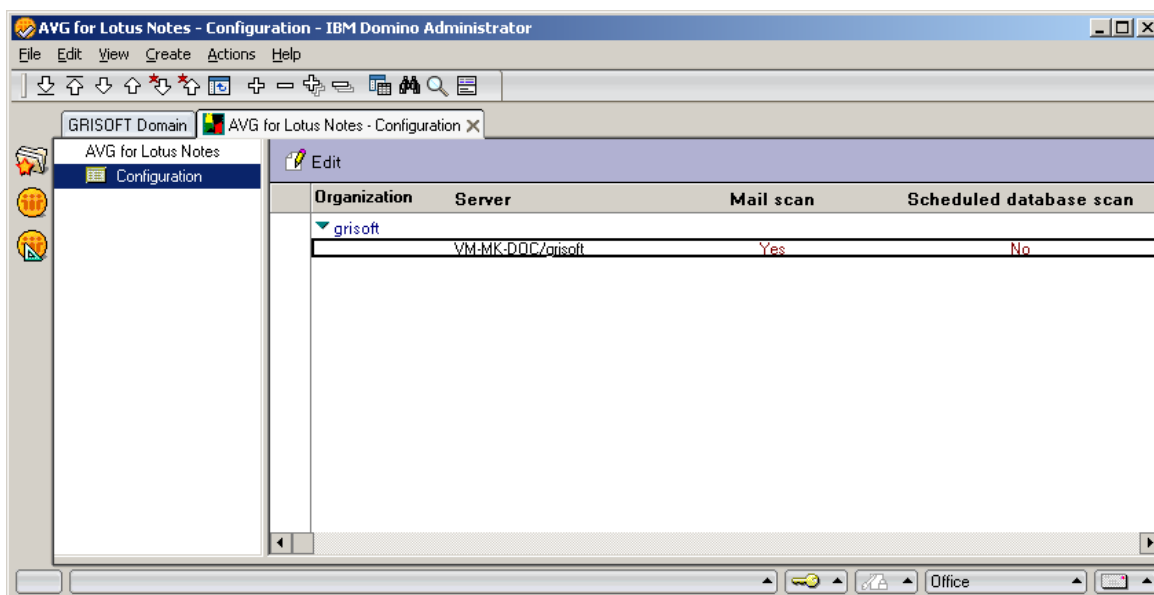 AVG for Lotus Notes - Configuration - IBM Domino Administrator
File Edit View Create Actions Help
GRISOFT Domain AVG for Lotus Notes - Configuration
AVG for Lotus Notes
Configuration
Edit
Organization Server Mail scan Scheduled database scan
grisoft
VM-MK-DOC/grisoft Yes No
Office